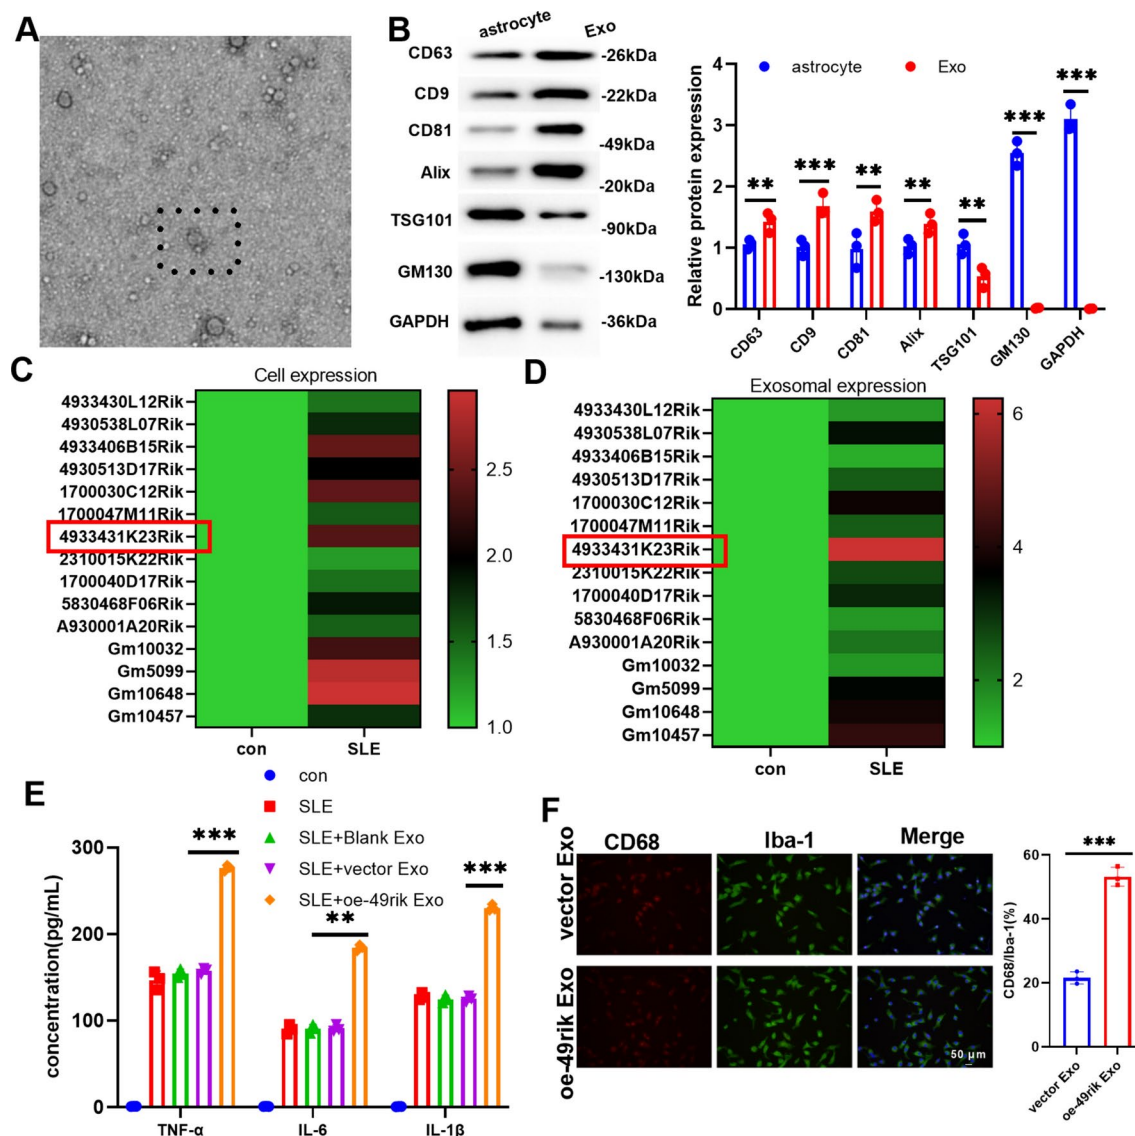 A
B
astrocyte Exo
CD63 -26kDa
CD9 -22kDa
CD81
-49kDa
Alix
-20kDa
TSG101
-90kDa
GM130
-130kDa
GAPDH -36kDa
astrocyte Exo
Relative protein expression
4
3
2
1
0
** *** ** ** ** *** ***
CD63 CD9 CD81 Alix TSG101 GM130 GAPDH
C
Cell expression
4933430L12Rik
4930538L07Rik
4933406B15Rik
4930513D17Rik
1700030C12Rik
1700047M11Rik
4933431K23Rik
2310015K22Rik
1700040D17Rik
5830468F06Rik
A930001A20Rik
Gm10032
Gm5099
Gm10648
Gm10457
con SLE
2.5
2.0
1.5
1.0
D
Exosomal expression
4933430L12Rik
4930538L07Rik
4933406B15Rik
4930513D17Rik
1700030C12Rik
1700047M11Rik
4933431K23Rik
2310015K22Rik
1700040D17Rik
5830468F06Rik
A930001A20Rik
Gm10032
Gm5099
Gm10648
Gm10457
con SLE
6
4
2
E
con
SLE
SLE+Blank Exo
SLE+vector Exo
SLE+oe-49rik Exo
concentration(pg/mL)
300
200
100
0
*** ** ***
TNF-α IL-6 IL-1β
F
CD68 Iba-1 Merge
vector Exo
oe-49rik Exo
50 μm
CD68/Iba-1(%)
60
40
20
0
***
vector Exo
oe-49rik Exo